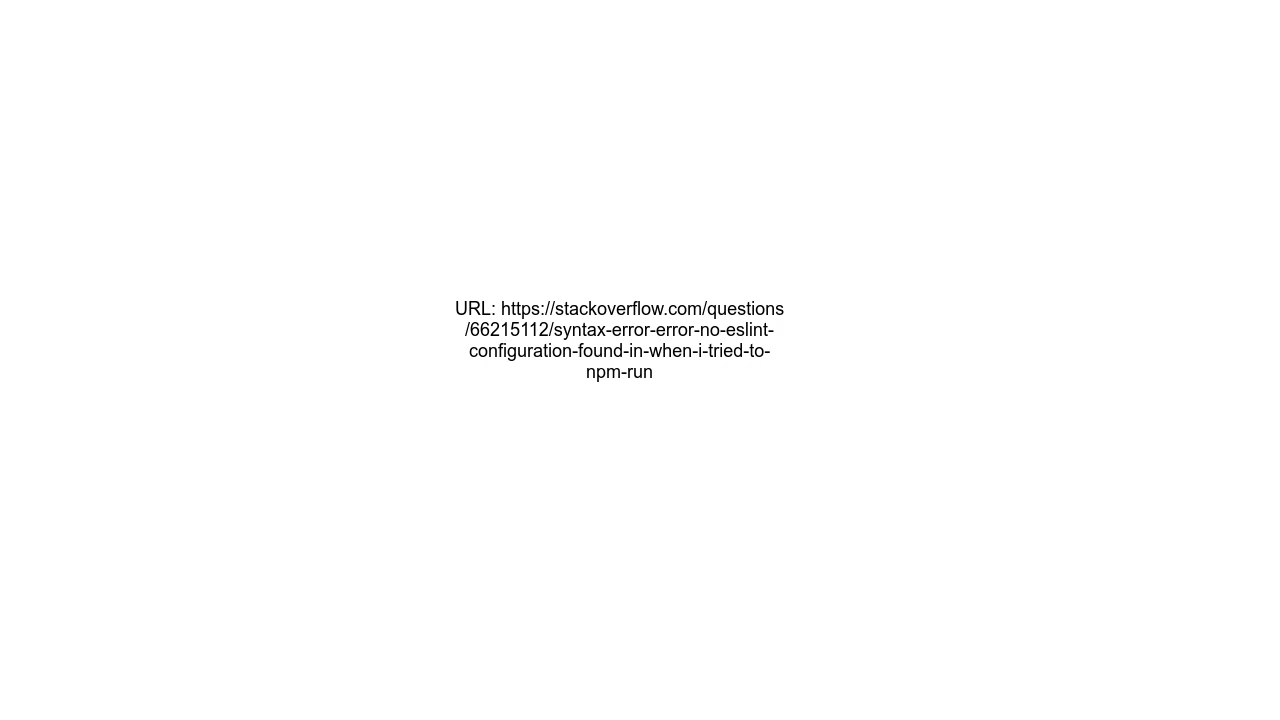 URL: https://stackoverflow.com/questions
/66215112/syntax-error-error-no-eslint-
configuration-found-in-when-i-tried-to-
npm-run